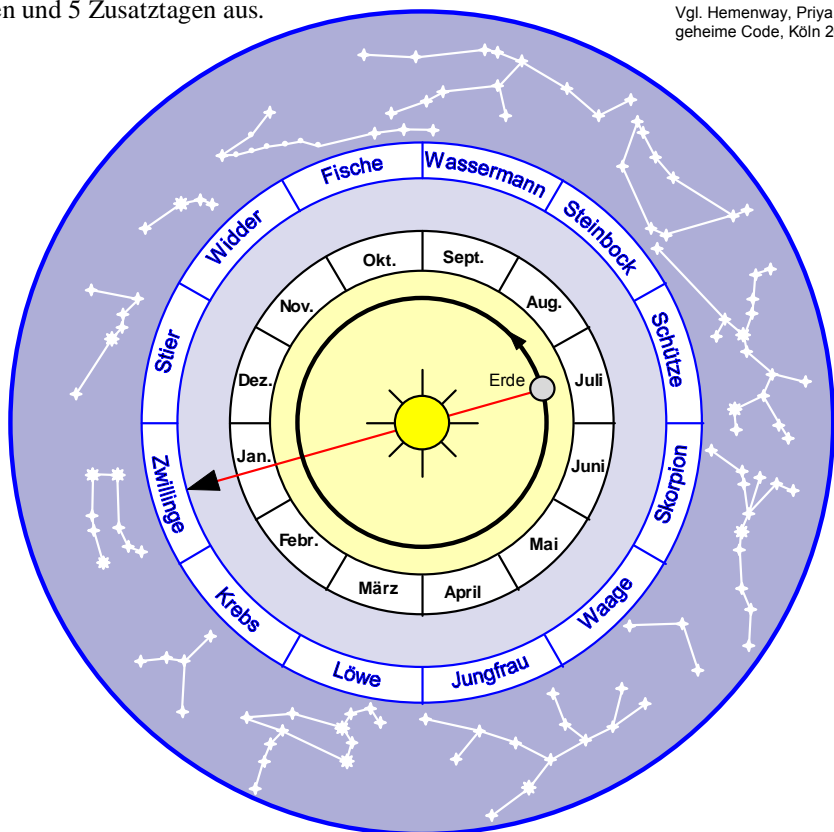 en und 5 Zusatztagen aus.
Vgl. Hemenway, Priya
geheime Code, Köln 2
Fische
Wassermann
Widder
Steinbock
Okt.
Sept.
Nov.
Aug.
Stier
Schütze
Dez.
Erde
Juli
Jan.
Juni
Zwillinge
Skorpion
Febr.
Mai
März
April
Krebs
Waage
Löwe
Jungfrau